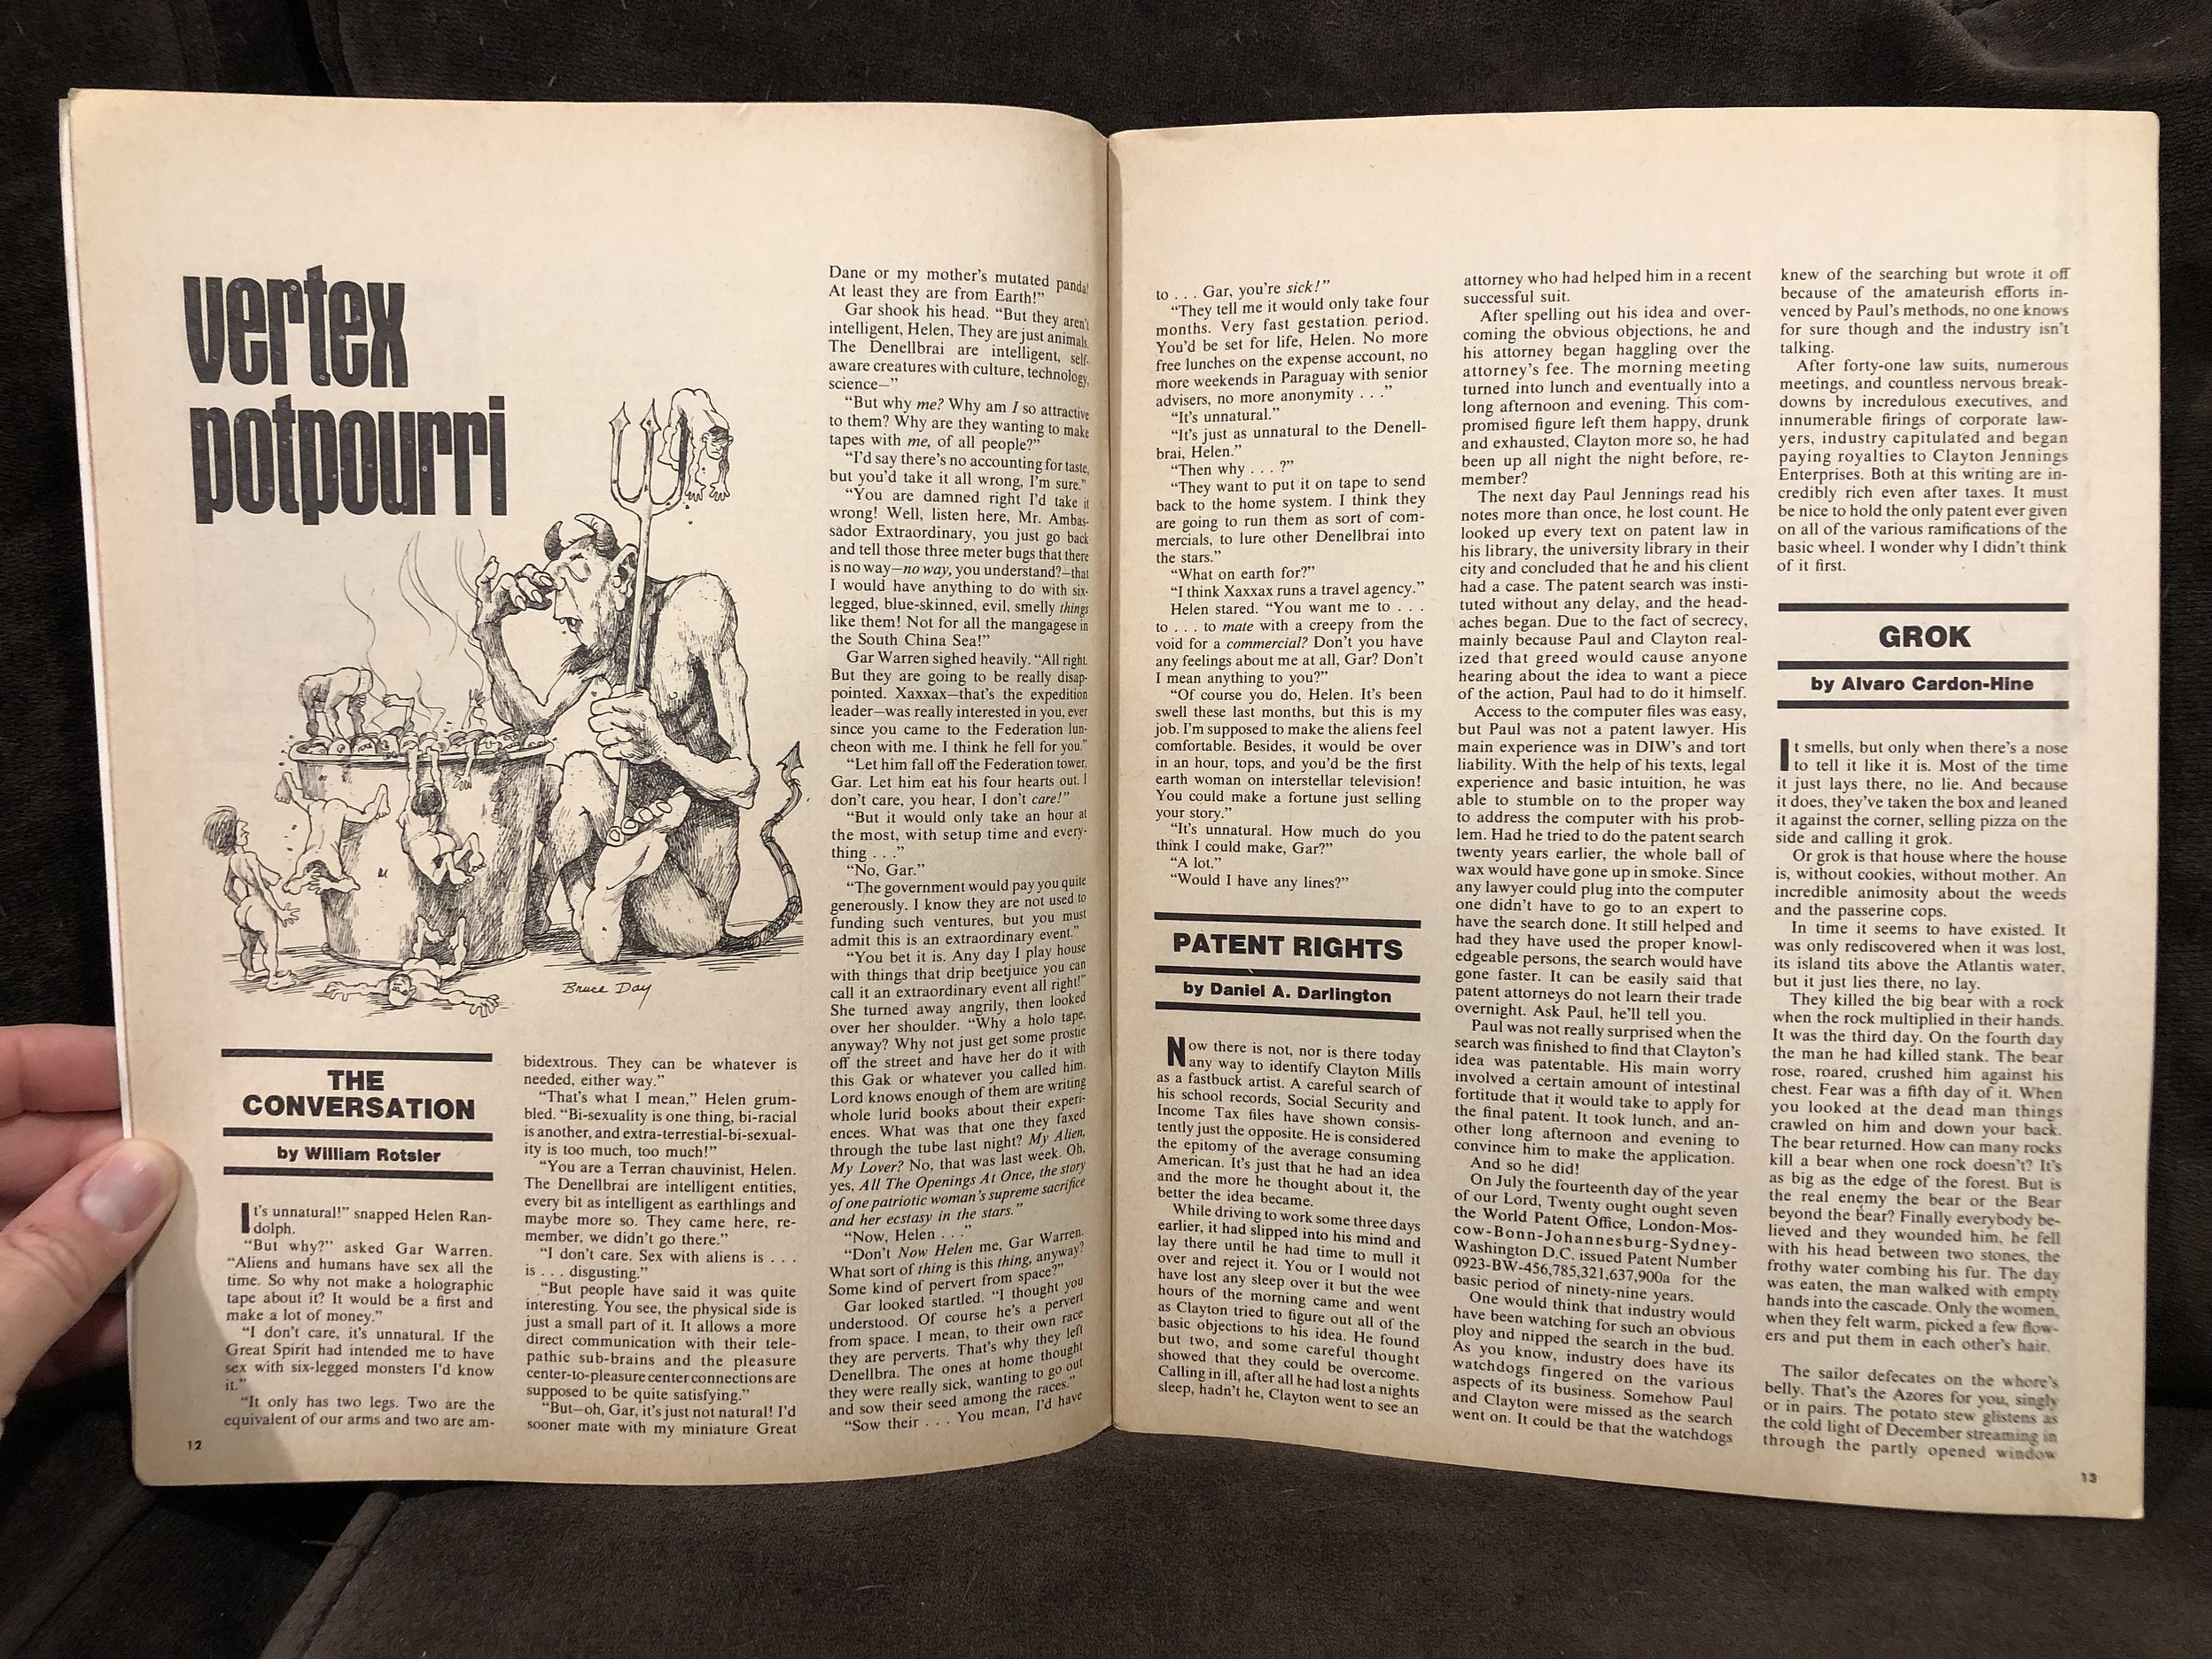 vertex
potpourri
Bruce Day
THE
CONVERSATION
by William Rotsler
It's unnatural!” snapped Helen Ran-
dolph.
“But why?” asked Gar Warren.
“Aliens and humans have sex all the
time. So why not make a holographic
tape about it? It would be a first and
make a lot of money.”
“I don't care, it's unnatural. If the
Great Spirit had intended me to have
sex with six-legged monsters I'd know
it.”
“It only has two legs. Two are the
equivalent of our arms and two are am-
12
bidextrous. They can be whatever is
needed, either way.”
“That's what I mean,” Helen grum-
bled. “Bi-sexuality is one thing, bi-racial
is another, and extra-terrestial-bi-sexual-
ity is too much, too much!”
“You are a Terran chauvinist, Helen.
The Denellbrai are intelligent entities,
every bit as intelligent as earthlings and
maybe more so. They came here, re-
member, we didn't go there.”
“I don't care. Sex with aliens is . . .
is . . . disgusting.”
“But people have said it was quite
interesting. You see, the physical side is
just a small part of it. It allows a more
direct communication with their tele-
pathic sub-brains and the pleasure
center-to-pleasure center connections are
supposed to be quite satisfying.”
“But—oh, Gar, it's just not natural! I'd
sooner mate with my miniature Great
Dane or my mother's mutated panda!
At least they are from Earth!”
Gar shook his head. “But they aren't
intelligent, Helen, They are just animals.
The Denellbrai are intelligent, self-
aware creatures with culture, technology,
science—”
“But why me? Why am I so attractive
to them? Why are they wanting to make
tapes with me, of all people?”
“I'd say there's no accounting for taste,
but you'd take it all wrong, I'm sure.”
“You are damned right I'd take it
wrong! Well, listen here, Mr. Ambas-
sador Extraordinary, you just go back
and tell those three meter bugs that there
is no way—no way, you understand?—that
I would have anything to do with six-
legged, blue-skinned, evil, smelly things
like them! Not for all the mangagese in
the South China Sea!”
Gar Warren sighed heavily. “All right.
But they are going to be really disap-
pointed. Xaxxax—that's the expedition
leader—was really interested in you, ever
since you came to the Federation lun-
cheon with me. I think he fell for you.”
“Let him fall off the Federation tower,
Gar. Let him eat his four hearts out. I
don't care, you hear, I don't care!”
“But it would only take an hour at
the most, with setup time and every-
thing . . .”
“No, Gar.”
“The government would pay you quite
generously. I know they are not used to
funding such ventures, but you must
admit this is an extraordinary event.”
“You bet it is. Any day I play house
with things that drip beetjuice you can
call it an extraordinary event all right!”
She turned away angrily, then looked
over her shoulder. “Why a holo tape,
anyway? Why not just get some prostie
off the street and have her do it with
this Gak or whatever you called him.
Lord knows enough of them are writing
whole lurid books about their experi-
ences. What was that one they faxed
through the tube last night? My Alien,
My Lover? No, that was last week. Oh,
yes, All The Openings At Once, the story
of one patriotic woman's supreme sacrifice
and her ecstasy in the stars.”
“Now, Helen . . .”
“Don't Now Helen me, Gar Warren.
What sort of thing is this thing, anyway?
Some kind of pervert from space?”
Gar looked startled. “I thought you
understood. Of course he's a pervert
from space. I mean, to their own race
they are perverts. That's why they left
Denellbra. The ones at home thought
they were really sick, wanting to go out
and sow their seed among the races.”
“Sow their . . . You mean, I'd have
to . . . Gar, you're sick!”
“They tell me it would only take four
months. Very fast gestation period.
You'd be set for life, Helen. No more
free lunches on the expense account, no
more weekends in Paraguay with senior
advisers, no more anonymity . . .”
“It's unnatural.”
“It's just as unnatural to the Denell-
brai, Helen.”
“Then why . . . ?”
“They want to put it on tape to send
back to the home system. I think they
are going to run them as sort of com-
mercials, to lure other Denellbrai into
the stars.”
“What on earth for?”
“I think Xaxxax runs a travel agency.”
Helen stared. “You want me to . . .
to . . . to mate with a creepy from the
void for a commercial? Don't you have
any feelings about me at all, Gar? Don't
I mean anything to you?”
“Of course you do, Helen. It's been
swell these last months, but this is my
job. I'm supposed to make the aliens feel
comfortable. Besides, it would be over
in an hour, tops, and you'd be the first
earth woman on interstellar television!
You could make a fortune just selling
your story.”
“It's unnatural. How much do you
think I could make, Gar?”
“A lot.”
“Would I have any lines?”
PATENT RIGHTS
by Daniel A. Darlington
Now there is not, nor is there today
any way to identify Clayton Mills
as a fastbuck artist. A careful search of
his school records, Social Security and
Income Tax files have shown consis-
tently just the opposite. He is considered
the epitomy of the average consuming
American. It's just that he had an idea
and the more he thought about it, the
better the idea became.
While driving to work some three days
earlier, it had slipped into his mind and
lay there until he had time to mull it
over and reject it. You or I would not
have lost any sleep over it but the wee
hours of the morning came and went
as Clayton tried to figure out all of the
basic objections to his idea. He found
but two, and some careful thought
showed that they could be overcome.
Calling in ill, after all he had lost a nights
sleep, hadn't he, Clayton went to see an
attorney who had helped him in a recent
successful suit.
After spelling out his idea and over-
coming the obvious objections, he and
his attorney began haggling over the
attorney's fee. The morning meeting
turned into lunch and eventually into a
long afternoon and evening. This com-
promised figure left them happy, drunk
and exhausted, Clayton more so, he had
been up all night the night before, re-
member?
The next day Paul Jennings read his
notes more than once, he lost count. He
looked up every text on patent law in
his library, the university library in their
city and concluded that he and his client
had a case. The patent search was insti-
tuted without any delay, and the head-
aches began. Due to the fact of secrecy,
mainly because Paul and Clayton real-
ized that greed would cause anyone
hearing about the idea to want a piece
of the action, Paul had to do it himself.
Access to the computer files was easy,
but Paul was not a patent lawyer. His
main experience was in DIW's and tort
liability. With the help of his texts, legal
experience and basic intuition, he was
able to stumble on to the proper way
to address the computer with his prob-
lem. Had he tried to do the patent search
twenty years earlier, the whole ball of
wax would have gone up in smoke. Since
any lawyer could plug into the computer
one didn't have to go to an expert to
have the search done. It still helped and
had they have used the proper knowl-
edgeable persons, the search would have
gone faster. It can be easily said that
patent attorneys do not learn their trade
overnight. Ask Paul, he'll tell you.
Paul was not really surprised when the
search was finished to find that Clayton's
idea was patentable. His main worry
involved a certain amount of intestinal
fortitude that it would take to apply for
the final patent. It took lunch, and an-
other long afternoon and evening to
convince him to make the application.
And so he did!
On July the fourteenth day of the year
of our Lord, Twenty ought ought seven
the World Patent Office, London-Mos-
cow-Bonn-Johannesburg-Sydney-
Washington D.C. issued Patent Number
0923-BW-456,785,321,637,900a for the
basic period of ninety-nine years.
One would think that industry would
have been watching for such an obvious
ploy and nipped the search in the bud.
As you know, industry does have its
watchdogs fingered on the various
aspects of its business. Somehow Paul
and Clayton were missed as the search
went on. It could be that the watchdogs
knew of the searching but wrote it off
because of the amateurish efforts in-
venced by Paul's methods, no one knows
for sure though and the industry isn't
talking.
After forty-one law suits, numerous
meetings, and countless nervous break-
downs by incredulous executives, and
innumerable firings of corporate law-
yers, industry capitulated and began
paying royalties to Clayton Jennings
Enterprises. Both at this writing are in-
credibly rich even after taxes. It must
be nice to hold the only patent ever given
on all of the various ramifications of the
basic wheel. I wonder why I didn't think
of it first.
GROK
by Alvaro Cardon-Hine
It smells, but only when there's a nose
to tell it like it is. Most of the time
it just lays there, no lie. And because
it does, they've taken the box and leaned
it against the corner, selling pizza on the
side and calling it grok.
Or grok is that house where the house
is, without cookies, without mother. An
incredible animosity about the weeds
and the passerine cops.
In time it seems to have existed. It
was only rediscovered when it was lost,
its island tits above the Atlantis water,
but it just lies there, no lay.
They killed the big bear with a rock
when the rock multiplied in their hands.
It was the third day. On the fourth day
the man he had killed stank. The bear
rose, roared, crushed him against his
chest. Fear was a fifth day of it. When
you looked at the dead man things
crawled on him and down your back.
The bear returned. How can many rocks
kill a bear when one rock doesn't? It's
as big as the edge of the forest. But is
the real enemy the bear or the Bear
beyond the bear? Finally everybody be-
lieved and they wounded him, he fell
with his head between two stones, the
frothy water combing his fur. The day
was eaten, the man walked with empty
hands into the cascade. Only the women,
when they felt warm, picked a few flow-
ers and put them in each other's hair.
The sailor defecates on the whore's
belly. That's the Azores for you, singly
or in pairs. The potato stew glistens as
the cold light of December streaming in
through the partly opened window
13